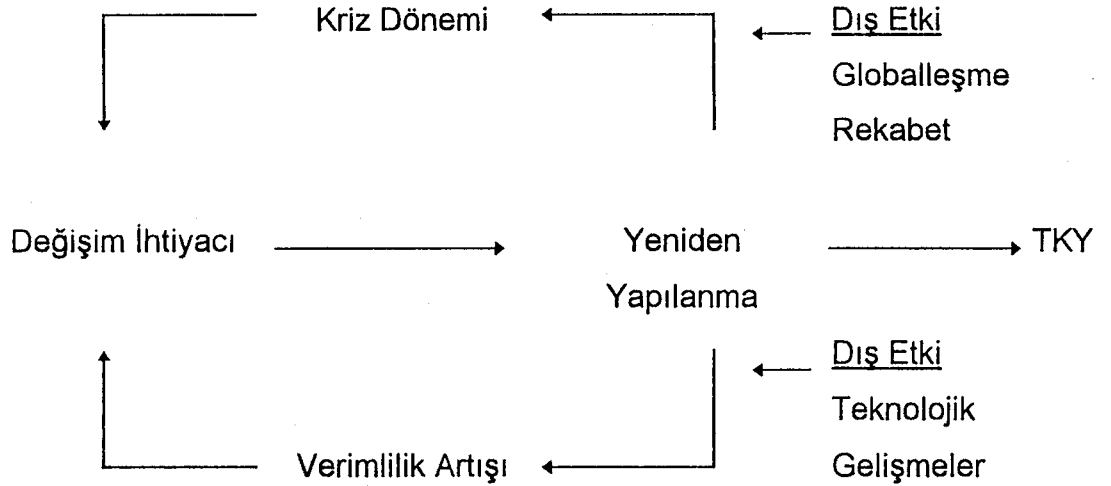 Kriz Dönemi
Dış Etki
Globalleşme
Rekabet
Değişim İhtiyacı
Yeniden
Yapılanma
TKY
Dış Etki
Teknolojik
Gelişmeler
Verimlilik Artışı